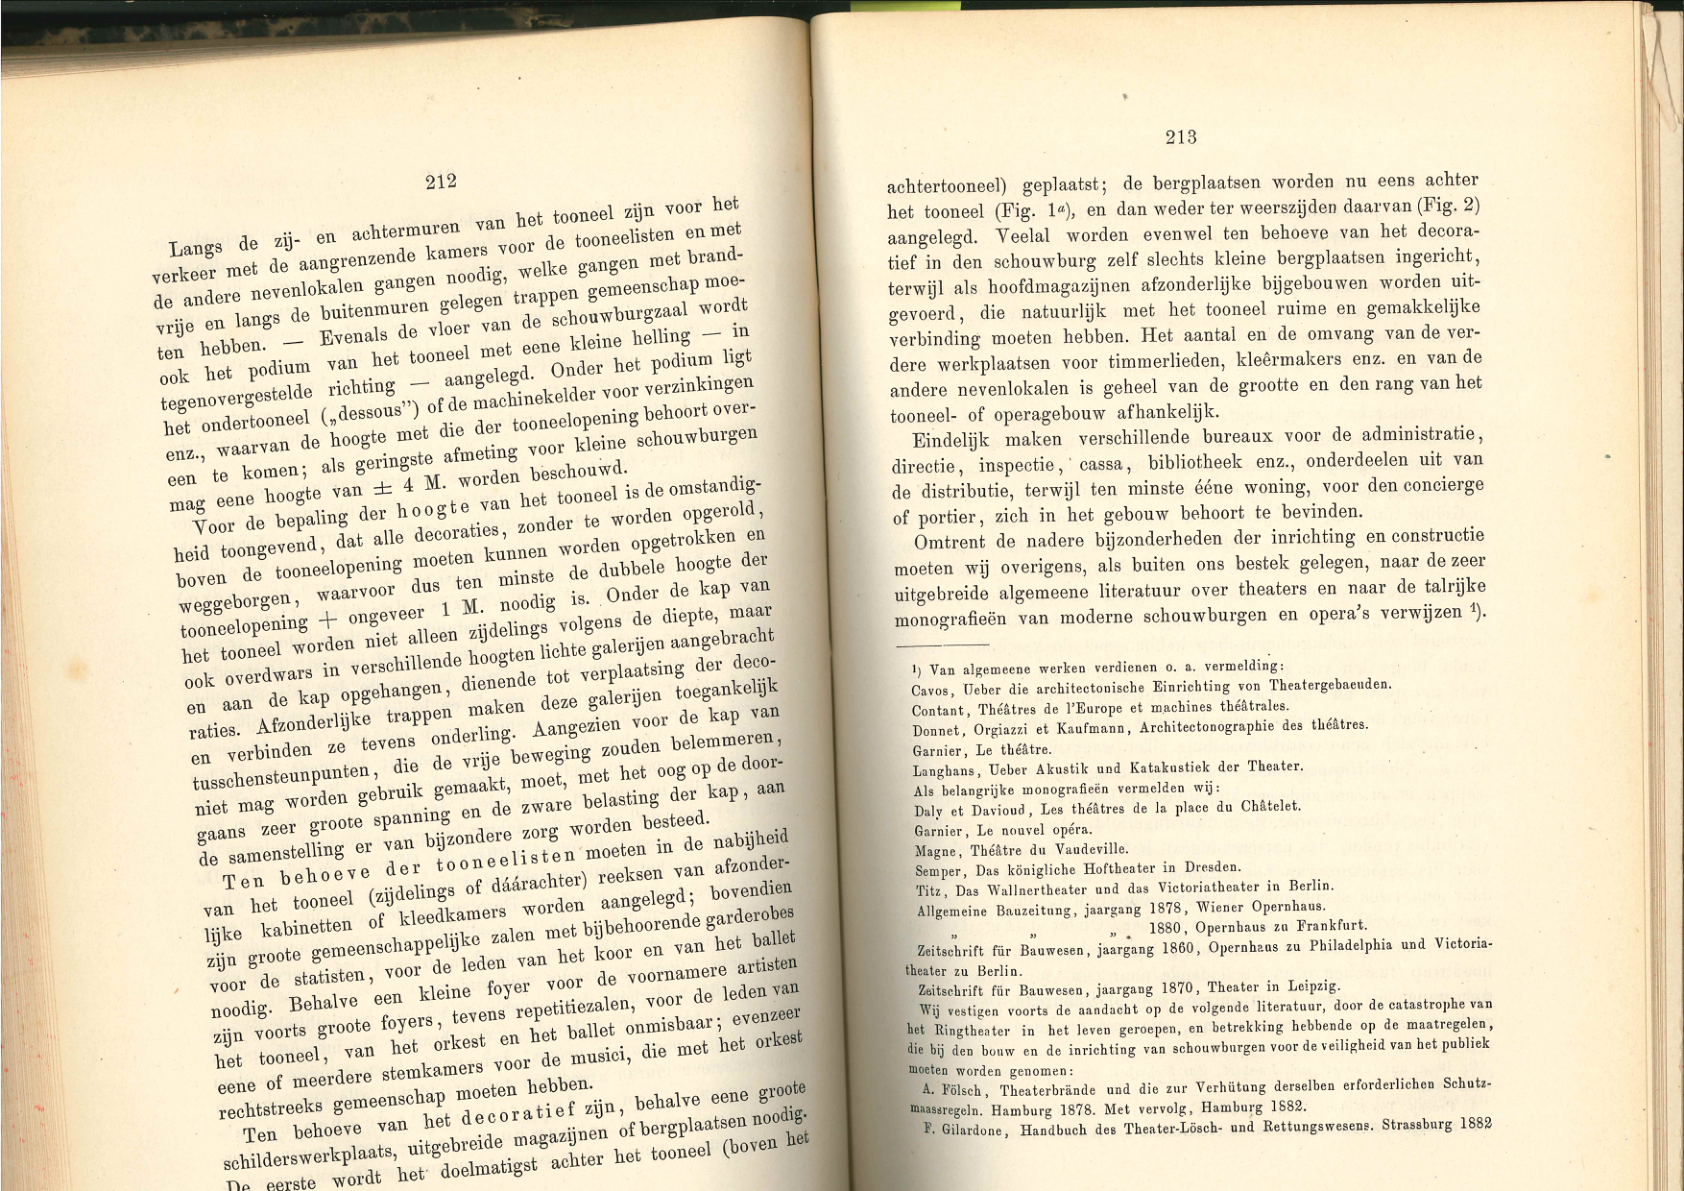 212
Langs de zij- en achtermuren van het tooneel zijn voor het
verkeer met de aangrenzende kamers voor de tooneelisten en met
de andere nevenlokalen gangen noodig, welke gangen met brand-
vrije en langs de buitenmuren gelegen trappen gemeenschap moe-
ten hebben. — Evenals de vloer van de schouwburgzaal wordt
ook het podium van het tooneel met eene kleine helling — in
tegenovergestelde richting — aangelegd. Onder het podium ligt
het ondertooneel („dessous”) of de machinekelder voor verzinkingen
enz., waarvan de hoogte met die der tooneelopening behoort over-
een te komen; als geringste afmeting voor kleine schouwburgen
mag eene hoogte van ± 4 M. worden beschouwd.
Voor de bepaling der hoogte van het tooneel is de omstandig-
heid toongevend, dat alle decoraties, zonder te worden opgerold,
boven de tooneelopening moeten kunnen worden opgetrokken en
weggeborgen, waarvoor dus ten minste de dubbele hoogte der
tooneelopening + ongeveer 1 M. noodig is. Onder de kap van
het tooneel worden niet alleen zijdelings volgens de diepte, maar
ook overdwars in verschillende hoogten lichte galerijen aangebracht
en aan de kap opgehangen, dienende tot verplaatsing der deco-
raties. Afzonderlijke trappen maken deze galerijen toegankelijk
en verbinden ze tevens onderling. Aangezien voor de kap van
tusschensteunpunten, die de vrije beweging zouden belemmeren,
niet mag worden gebruik gemaakt, moet, met het oog op de door-
gaans zeer groote spanning en de zware belasting der kap, aan
de samenstelling er van bijzondere zorg worden besteed.
Ten behoeve der tooneelisten moeten in de nabijheid
van het tooneel (zijdelings of dáárachter) reeksen van afzonder-
lijke kabinetten of kleedkamers worden aangelegd; bovendien
zijn groote gemeenschappelijke zalen met bijbehoorende garderobes
voor de statisten, voor de leden van het koor en van het ballet
noodig. Behalve een kleine foyer voor de voornamere artisten
zijn voorts groote foyers, tevens repetitiezalen, voor de leden van
het tooneel, van het orkest en het ballet onmisbaar; evenzeer
eene of meerdere stemkamers voor de musici, die met het orkest
rechtstreeks gemeenschap moeten hebben.
Ten behoeve van het decoratief zijn, behalve eene groote
schilderswerkplaats, uitgebreide magazijnen of bergplaatsen noodig.
De eerste wordt het doelmatigst achter het tooneel (boven het
213
achtertooneel) geplaatst; de bergplaatsen worden nu eens achter
het tooneel (Fig. 1a), en dan weder ter weerszijden daarvan (Fig. 2)
aangelegd. Veelal worden evenwel ten behoeve van het decora-
tief in den schouwburg zelf slechts kleine bergplaatsen ingericht,
terwijl als hoofdmagazijnen afzonderlijke bijgebouwen worden uit-
gevoerd, die natuurlijk met het tooneel ruime en gemakkelijke
verbinding moeten hebben. Het aantal en de omvang van de ver-
dere werkplaatsen voor timmerlieden, kleêrmakers enz. en van de
andere nevenlokalen is geheel van de grootte en den rang van het
tooneel- of operagebouw afhankelijk.
Eindelijk maken verschillende bureaux voor de administratie,
directie, inspectie, cassa, bibliotheek enz., onderdeelen uit van
de distributie, terwijl ten minste ééne woning, voor den concierge
of portier, zich in het gebouw behoort te bevinden.
Omtrent de nadere bijzonderheden der inrichting en constructie
moeten wij overigens, als buiten ons bestek gelegen, naar de zeer
uitgebreide algemeene literatuur over theaters en naar de talrijke
monografieën van moderne schouwburgen en opera's verwijzen 1).
1) Van algemeene werken verdienen o. a. vermelding:
Cavos, Ueber die architectonische Einrichting von Theatergebaeuden.
Contant, Théâtres de l'Europe et machines théâtrales.
Donnet, Orgiazzi et Kaufmann, Architectonographie des théâtres.
Garnier, Le théâtre.
Langhans, Ueber Akustik und Katakustiek der Theater.
Als belangrijke monografieën vermelden wij:
Daly et Davioud, Les théâtres de la place du Châtelet.
Garnier, Le nouvel opéra.
Magne, Théâtre du Vaudeville.
Semper, Das königliche Hoftheater in Dresden.
Titz, Das Wallnertheater und das Victoriatheater in Berlin.
Allgemeine Bauzeitung, jaargang 1878, Wiener Opernhaus.
„ „ „ 1880, Opernhaus zu Frankfurt.
Zeitschrift für Bauwesen, jaargang 1860, Opernhaus zu Philadelphia und Victoria-
theater zu Berlin.
Zeitschrift für Bauwesen, jaargang 1870, Theater in Leipzig.
Wij vestigen voorts de aandacht op de volgende literatuur, door de catastrophe van
het Ringtheater in het leven geroepen, en betrekking hebbende op de maatregelen,
die bij den bouw en de inrichting van schouwburgen voor de veiligheid van het publiek
moeten worden genomen:
A. Fölsch, Theaterbrände und die zur Verhütung derselben erforderlichen Schutz-
maassregeln. Hamburg 1878. Met vervolg, Hamburg 1882.
F. Gilardone, Handbuch des Theater-Lösch- und Rettungswesens. Strassburg 1882